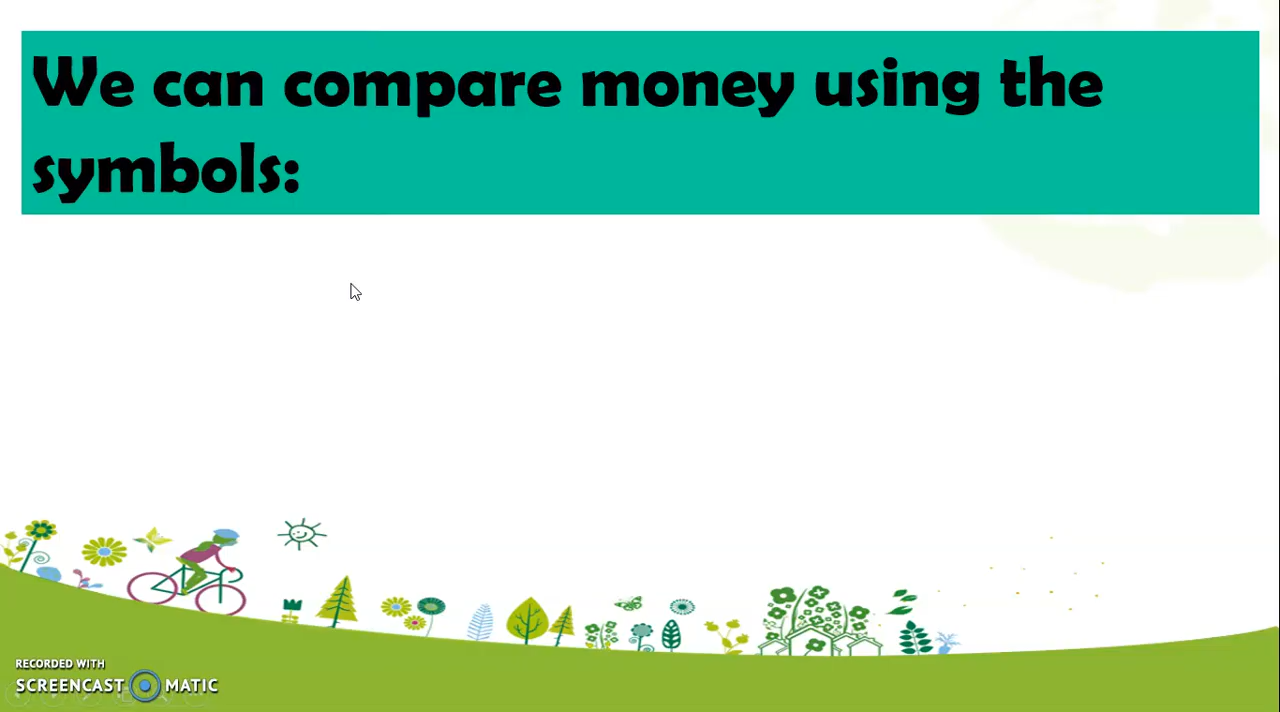 We can compare money using the
symbols:
RECORDED WITH
SCREENCAST MATIC